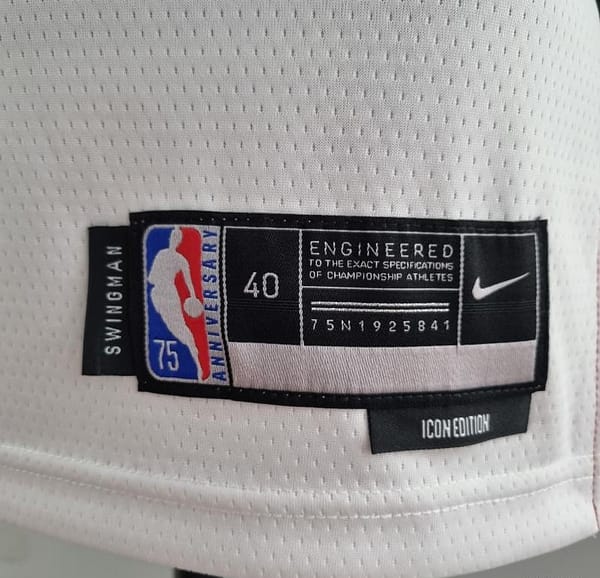 SWINGMAN
75
ANNIVERSARY
40
ENGINEERED
TO THE EXACT SPECIFICATIONS
OF CHAMPIONSHIP ATHLETES
75N1925841
ICON EDITION